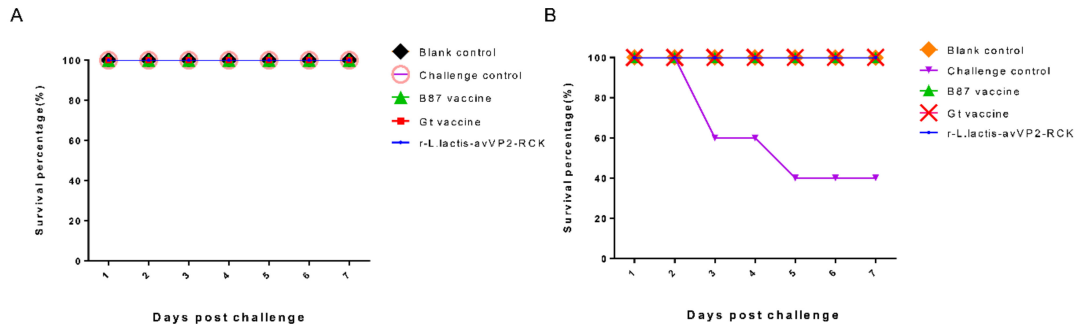 A
Survival percentage(%)
100
80
60
40
20
0
1
2
3
4
5
6
7
Days post challenge
Blank control
Challenge control
B87 vaccine
Gt vaccine
r-L.lactis-avVP2-RCK
B
Survival percentage(%)
100
80
60
40
20
0
1
2
3
4
5
6
7
Days post challenge
Blank control
Challenge control
B87 vaccine
Gt vaccine
r-L.lactis-avVP2-RCK